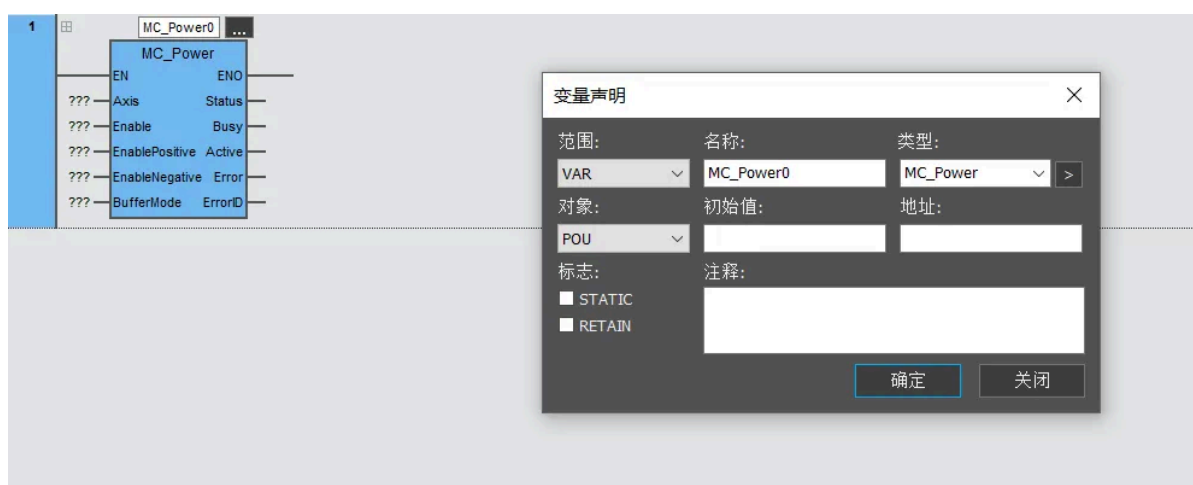 1
MC_Power0 ...
MC_Power
EN ENO
??? Axis Status
??? Enable Busy
??? EnablePositive Active
??? EnableNegative Error
??? BufferMode ErrorID
变量声明
范围: 名称: 类型:
VAR MC_Power0 MC_Power >
对象: 初始值: 地址:
POU
标志: 注释:
STATIC
RETAIN
确定 关闭